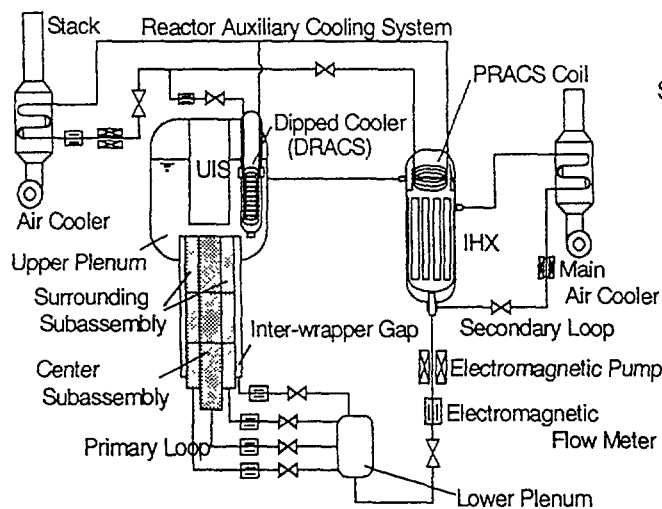 Stack
Reactor Auxiliary Cooling System
PRACS Coil
S
Dipped Cooler
(DRACS)
UIS
Air Cooler
IHX
Upper Plenum
Main
Air Cooler
Surrounding
Subassembly
Inter-wrapper Gap
Secondary Loop
Center
Subassembly
Electromagnetic Pump
Electromagnetic
Flow Meter
Primary Loop
Lower Plenum